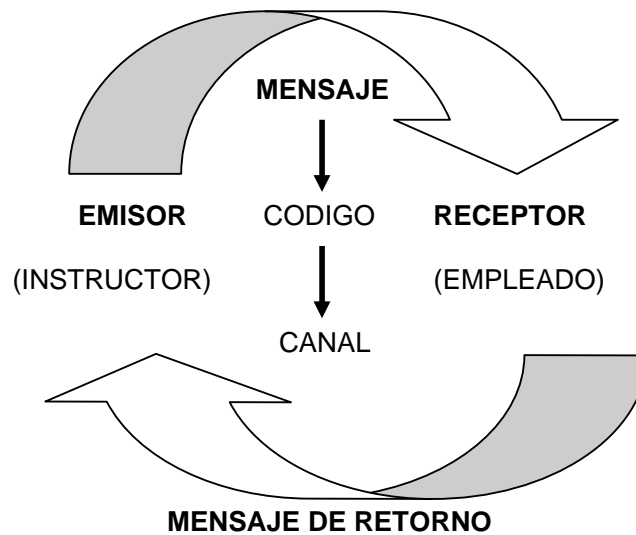 MENSAJE
EMISOR CODIGO RECEPTOR
(INSTRUCTOR) (EMPLEADO)
CANAL
MENSAJE DE RETORNO